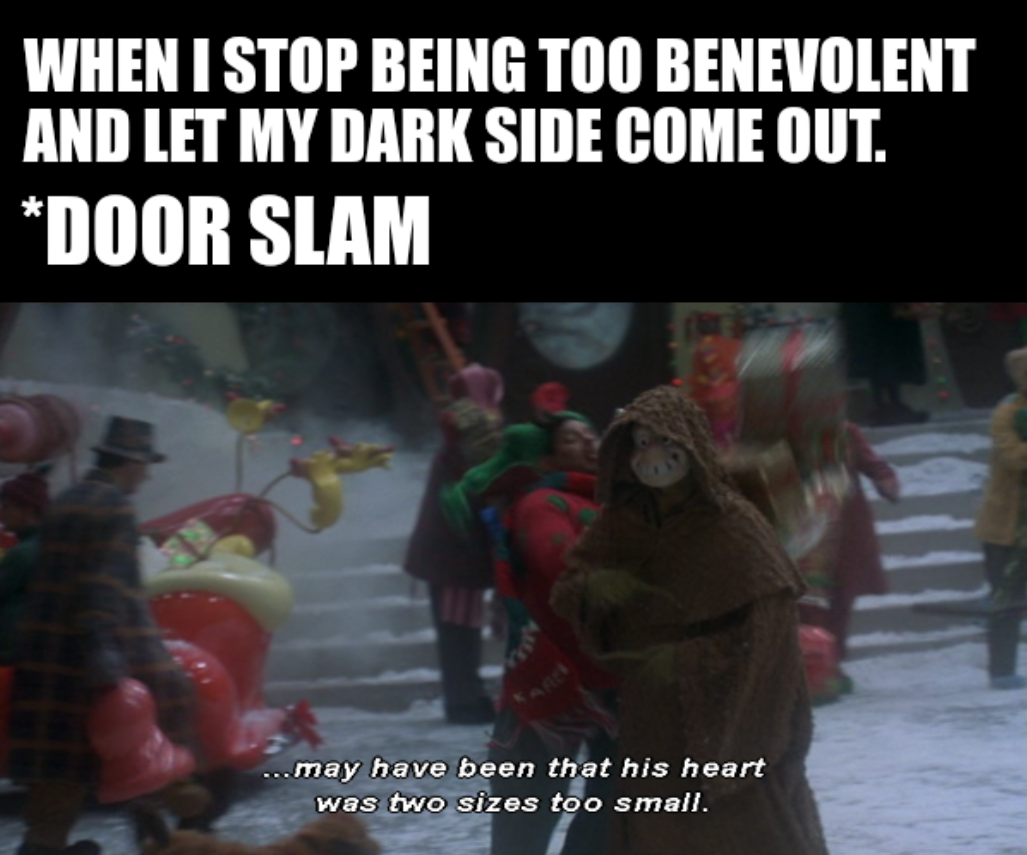 WHEN I STOP BEING TOO BENEVOLENT
AND LET MY DARK SIDE COME OUT.
*DOOR SLAM
...may have been that his heart
was two sizes too small.